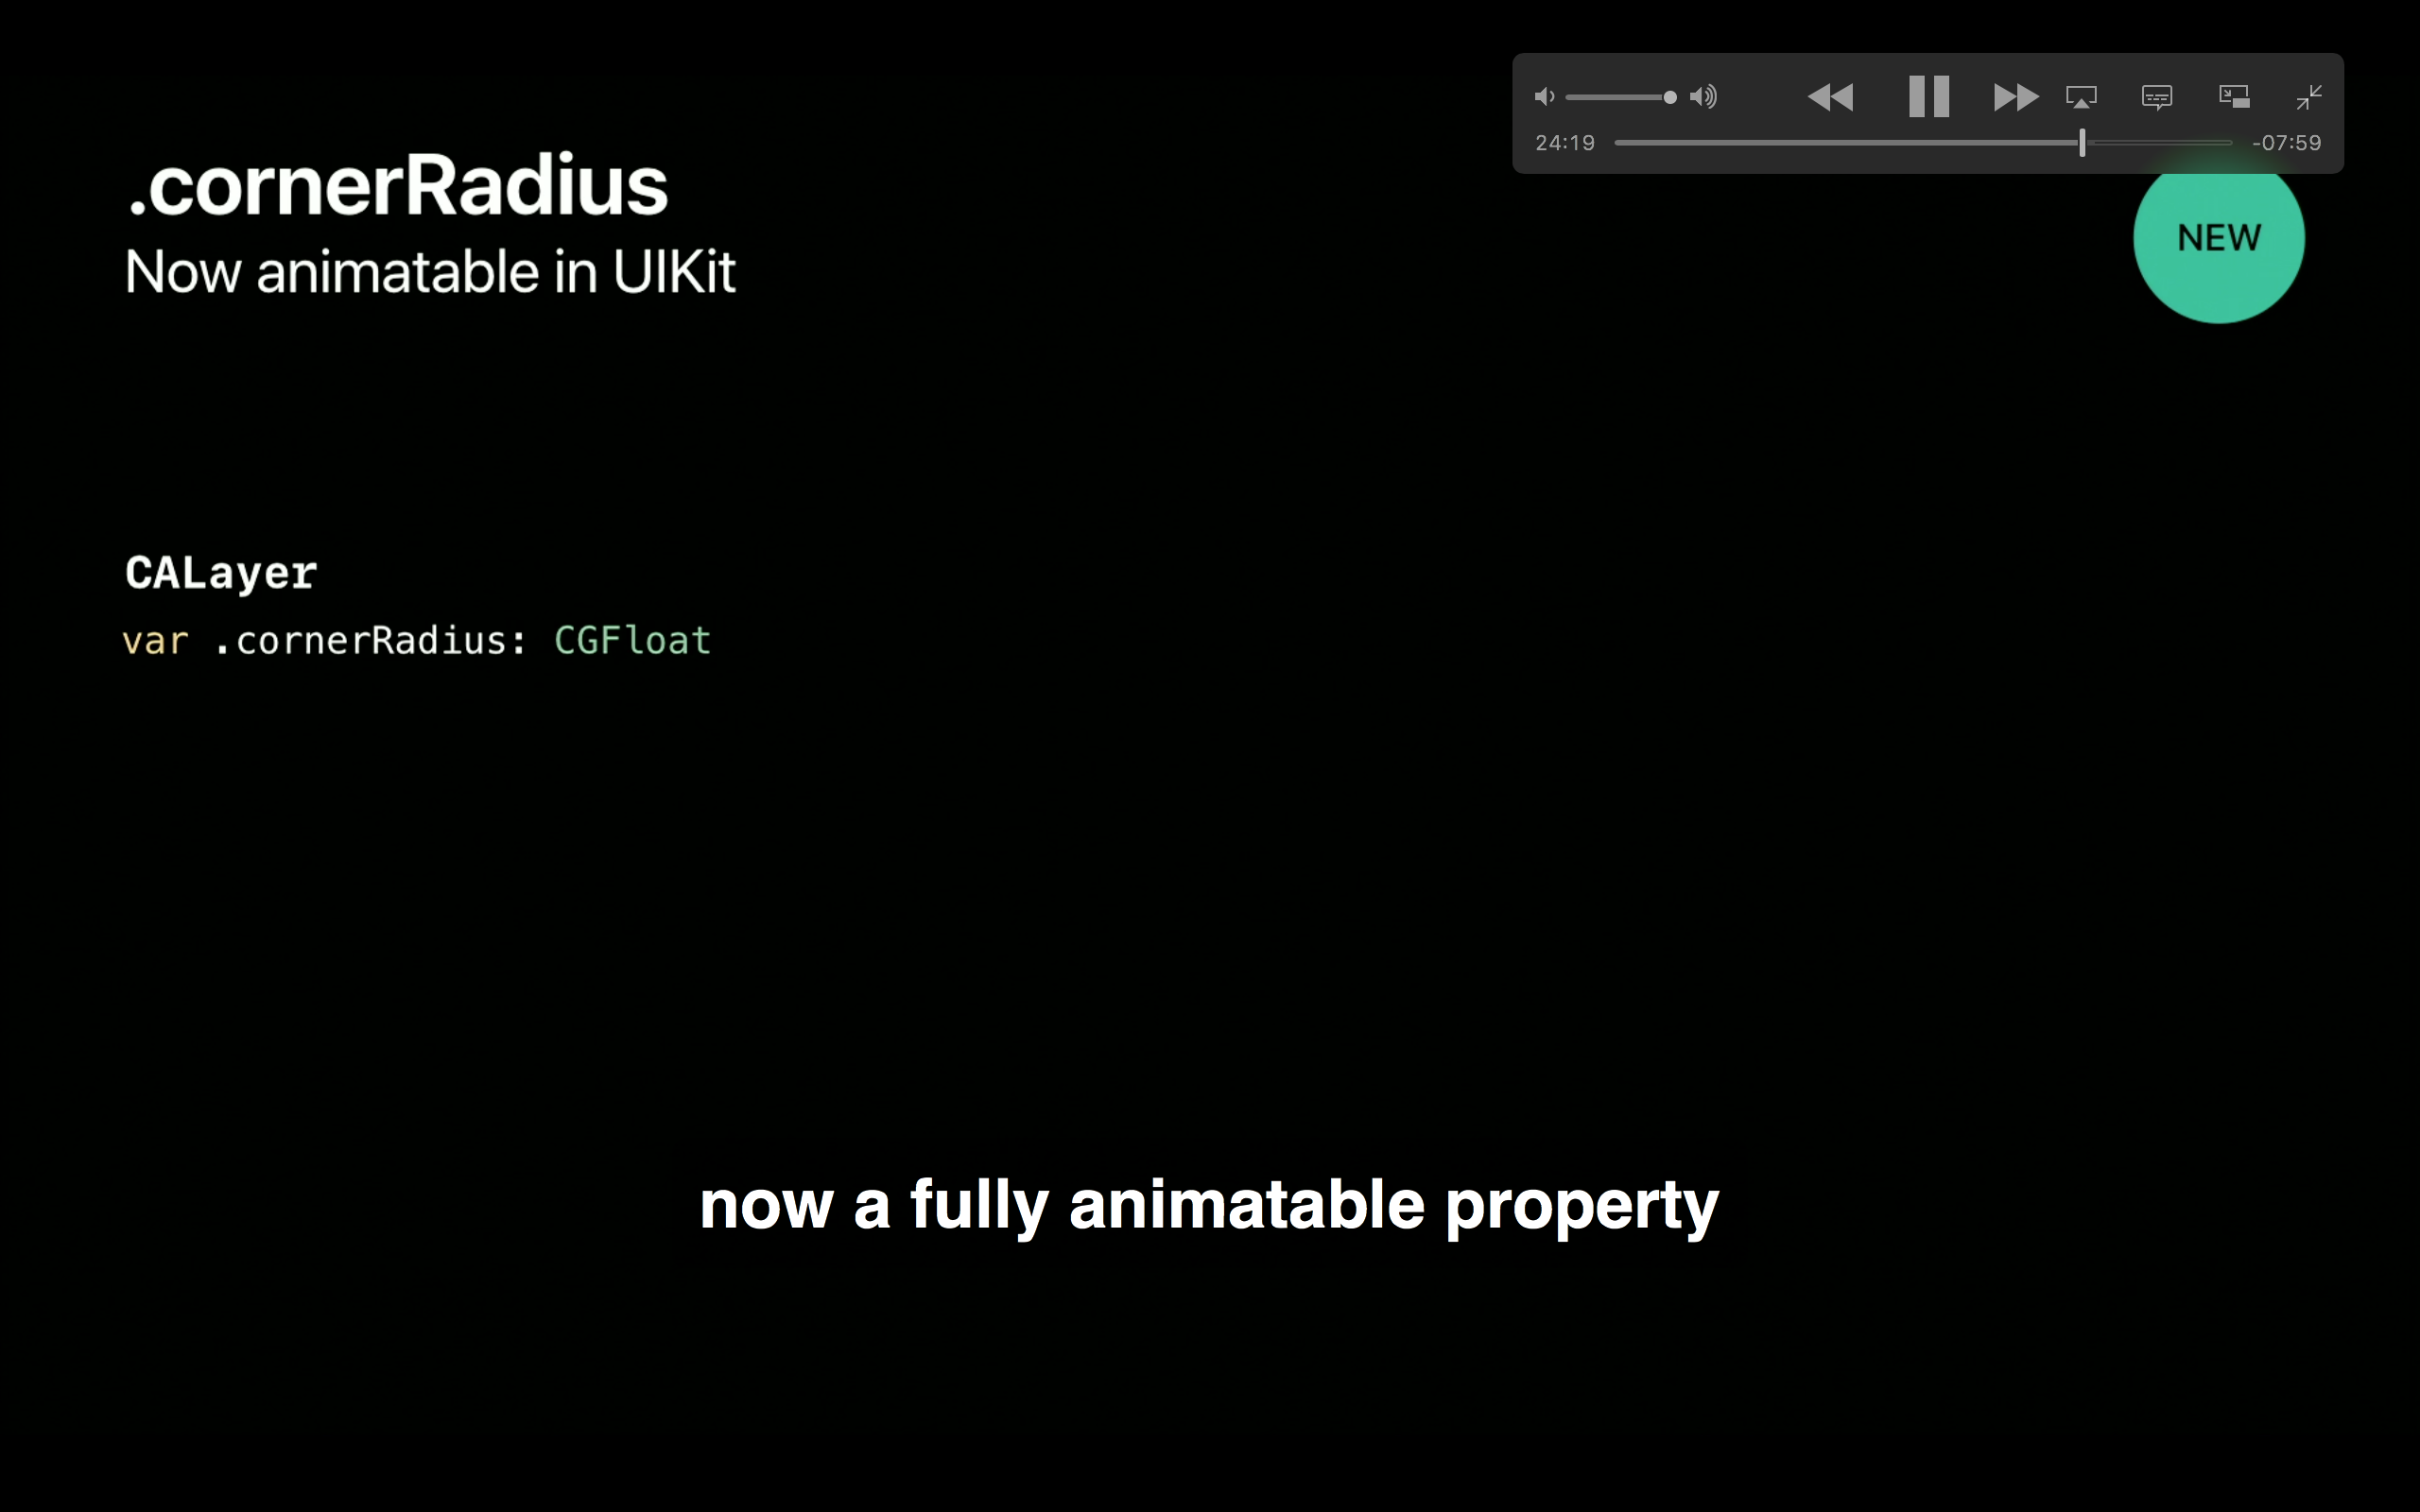 24:19
-07:59
.cornerRadius
Now animatable in UIKit
NEW
CALayer
var .cornerRadius: CGFloat
now a fully animatable property